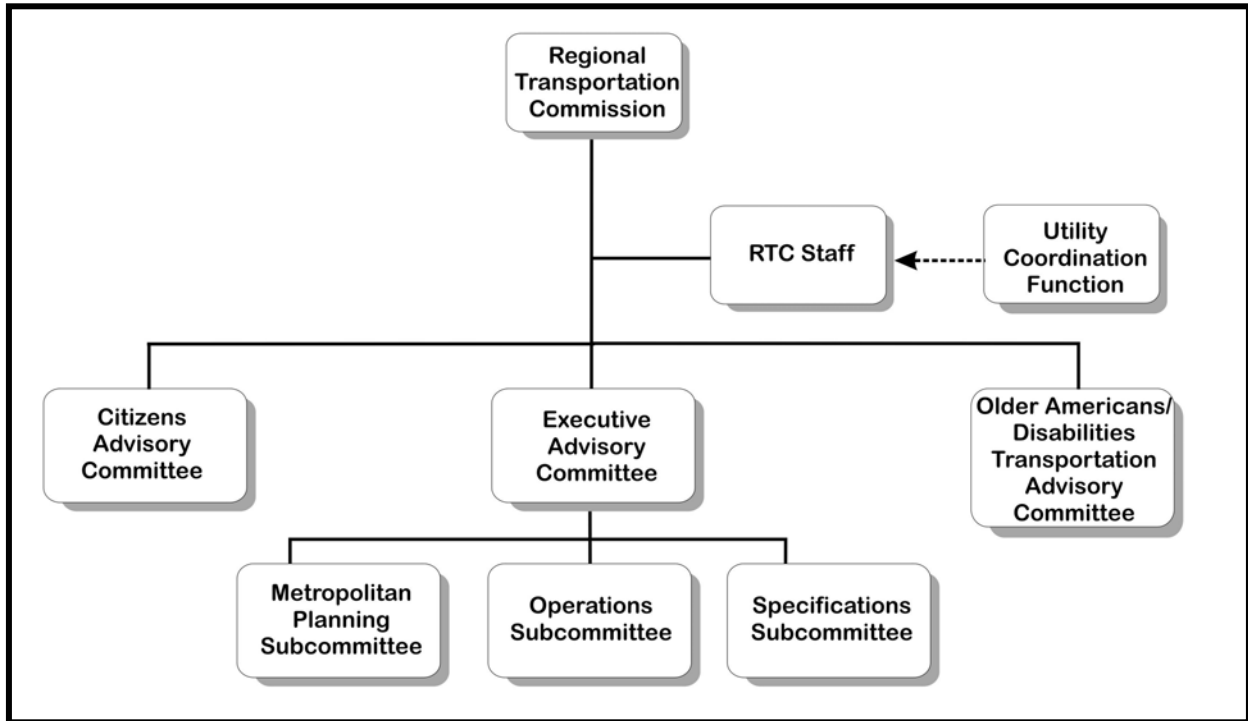 Regional
Transportation
Commission
RTC Staff
Utility
Coordination
Function
Citizens
Advisory
Committee
Executive
Advisory
Committee
Older Americans/
Disabilities
Transportation
Advisory
Committee
Metropolitan
Planning
Subcommittee
Operations
Subcommittee
Specifications
Subcommittee